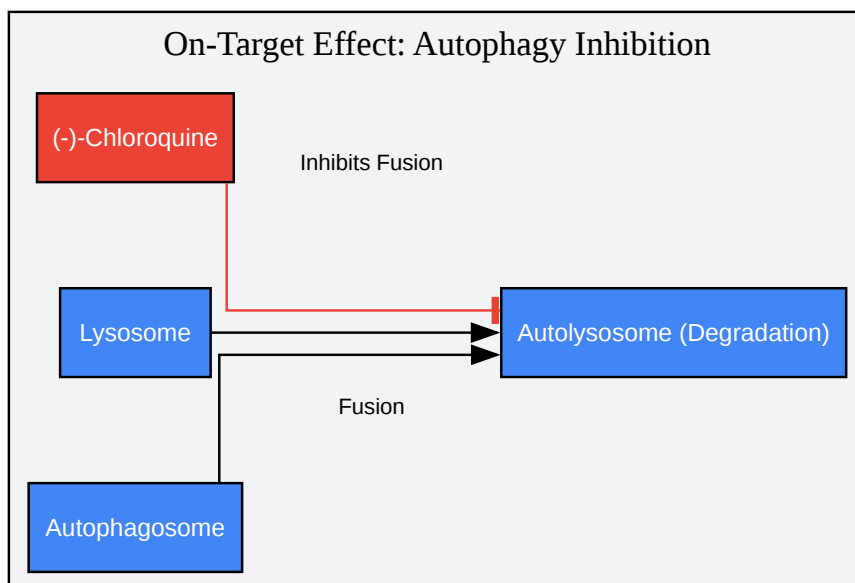 On-Target Effect: Autophagy Inhibition
(-)-Chloroquine
Inhibits Fusion
Lysosome
Autolysosome (Degradation)
Fusion
Autophagosome